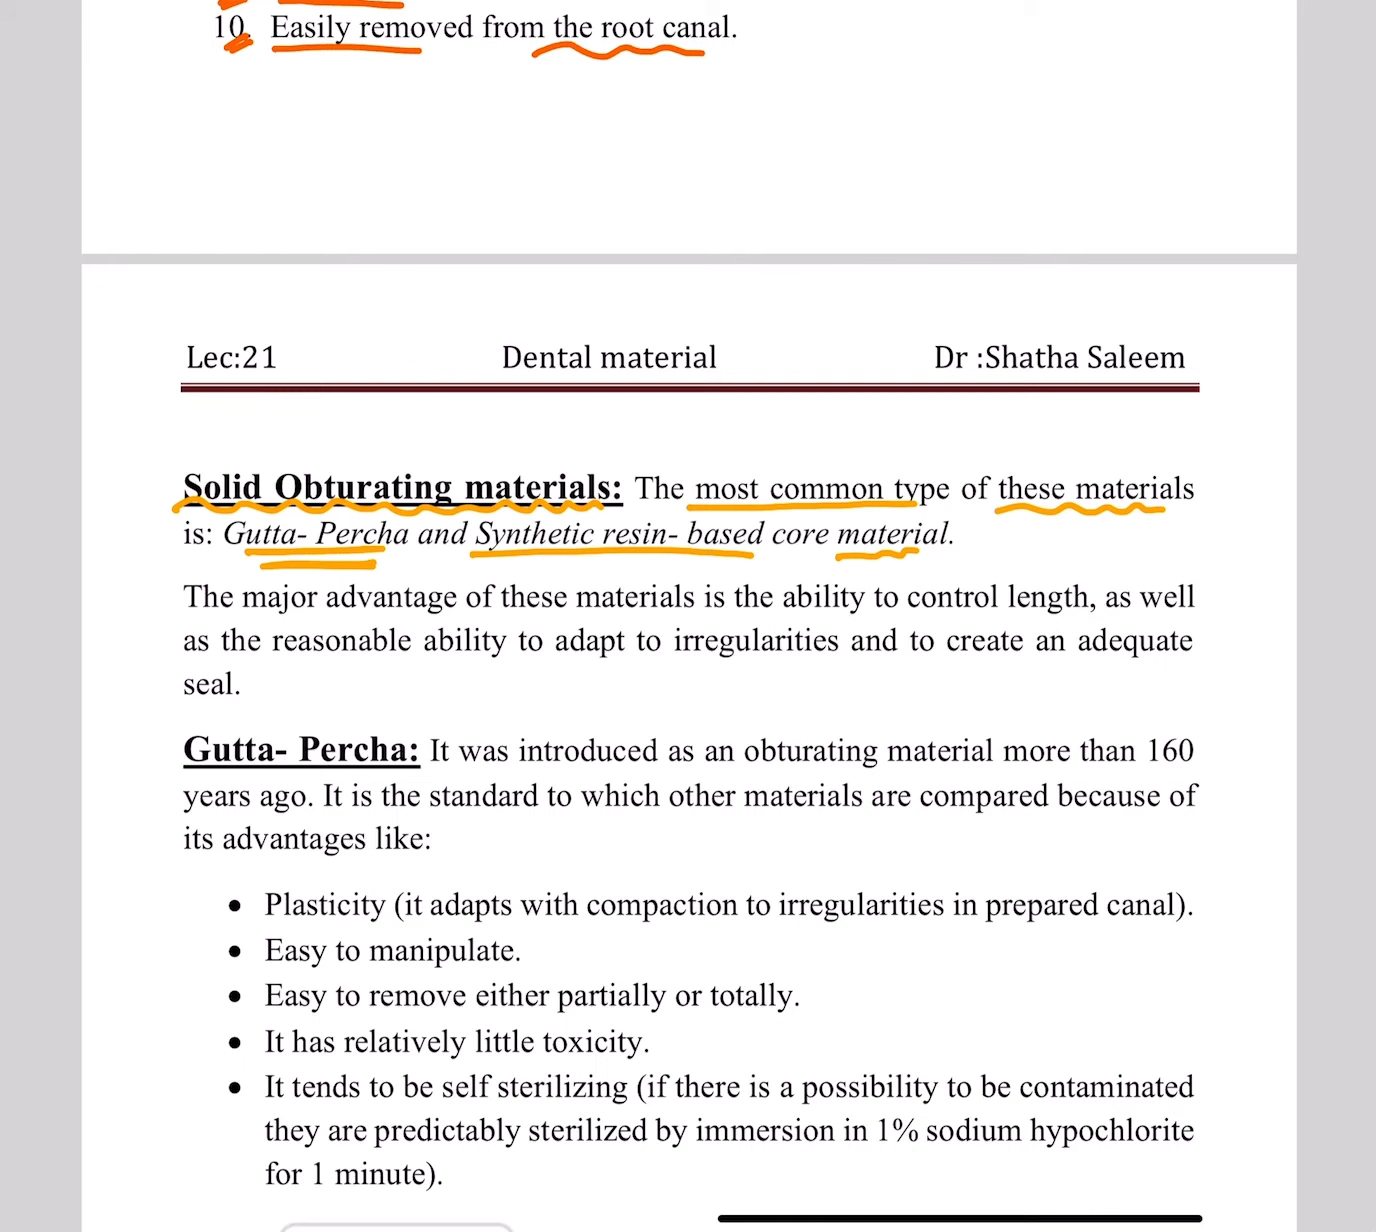 10. Easily removed from the root canal.
Lec:21 Dental material Dr :Shatha Saleem
Solid Obturating materials: The most common type of these materials
is: Gutta- Percha and Synthetic resin- based core material.
The major advantage of these materials is the ability to control length, as well
as the reasonable ability to adapt to irregularities and to create an adequate
seal.
Gutta- Percha: It was introduced as an obturating material more than 160
years ago. It is the standard to which other materials are compared because of
its advantages like:
• Plasticity (it adapts with compaction to irregularities in prepared canal).
• Easy to manipulate.
• Easy to remove either partially or totally.
• It has relatively little toxicity.
• It tends to be self sterilizing (if there is a possibility to be contaminated
they are predictably sterilized by immersion in 1% sodium hypochlorite
for 1 minute).